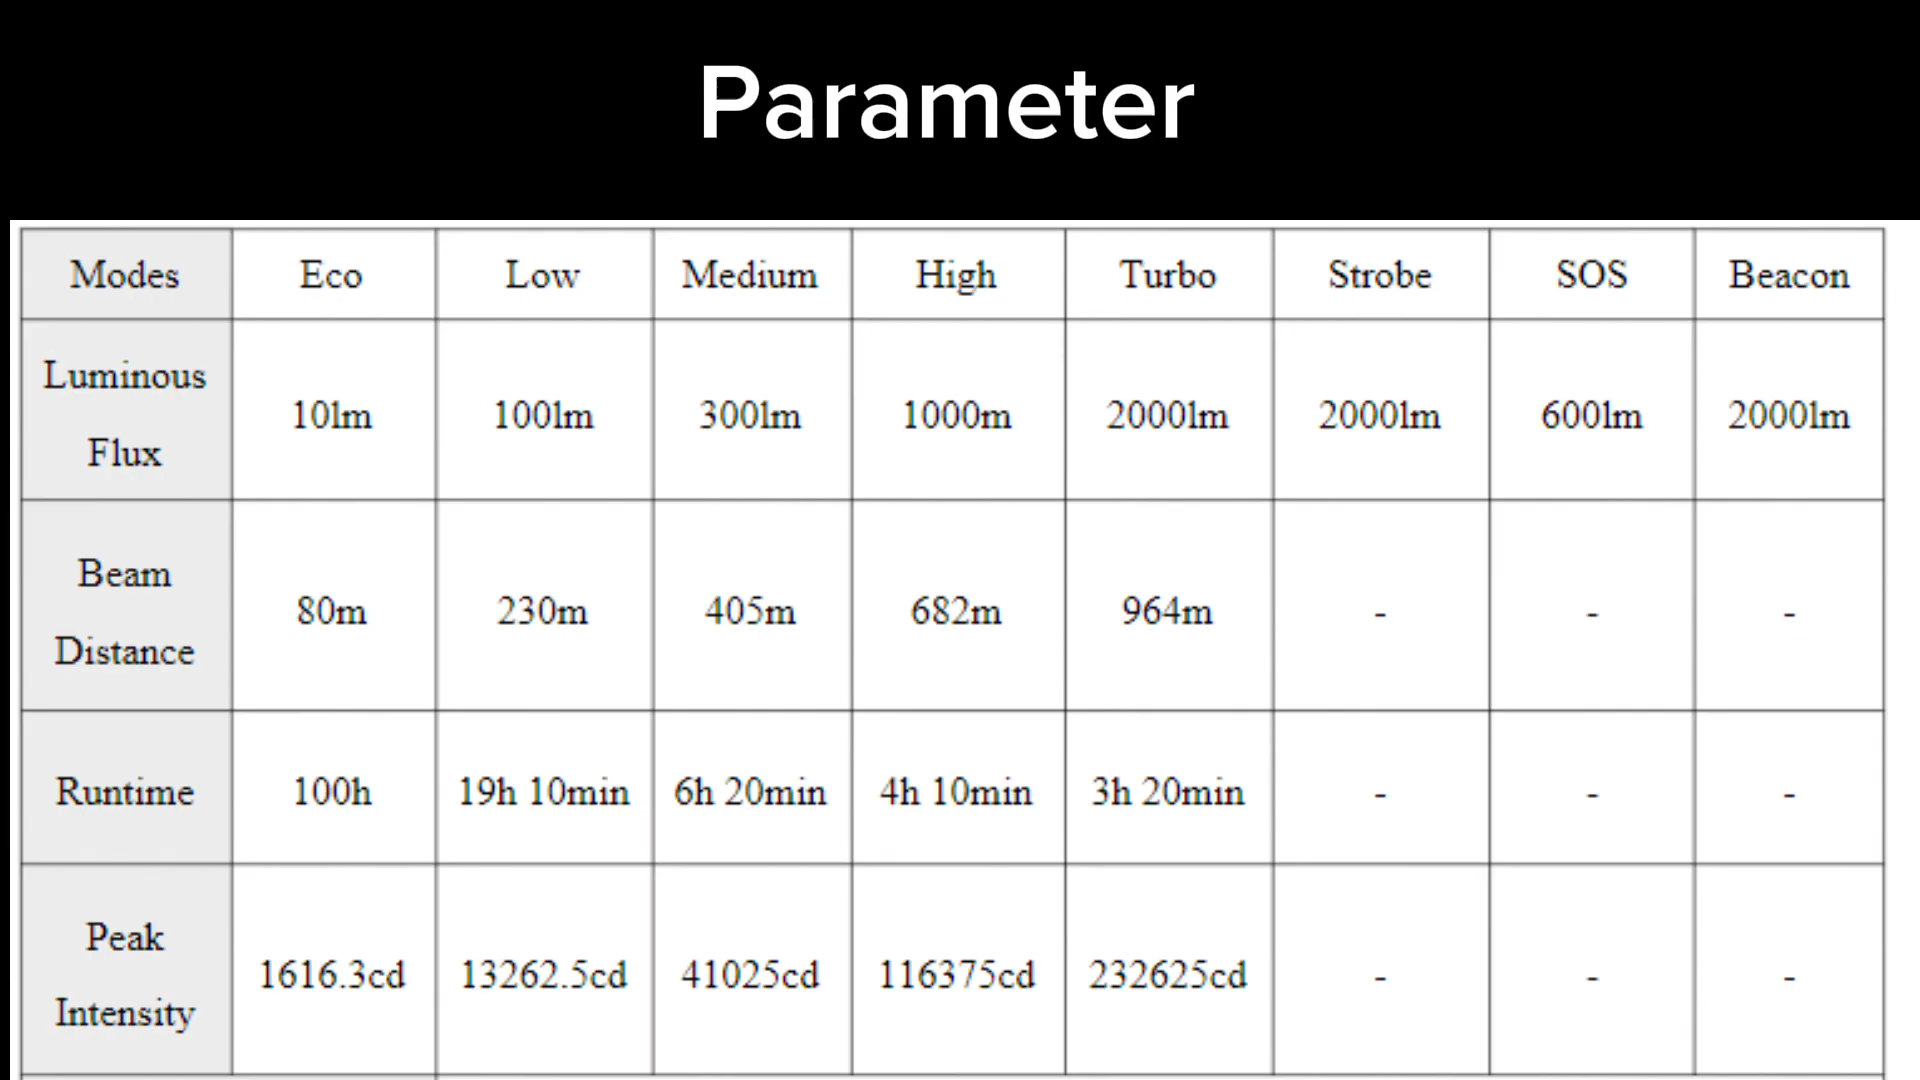 Parameter
Modes Eco Low Medium High Turbo Strobe SOS Beacon
Luminous
Flux
10lm 100lm 300lm 1000m 2000lm 2000lm 600lm 2000lm
Beam
Distance
80m 230m 405m 682m 964m - - -
Runtime 100h 19h 10min 6h 20min 4h 10min 3h 20min - - -
Peak
Intensity
1616.3cd 13262.5cd 41025cd 116375cd 232625cd - - -